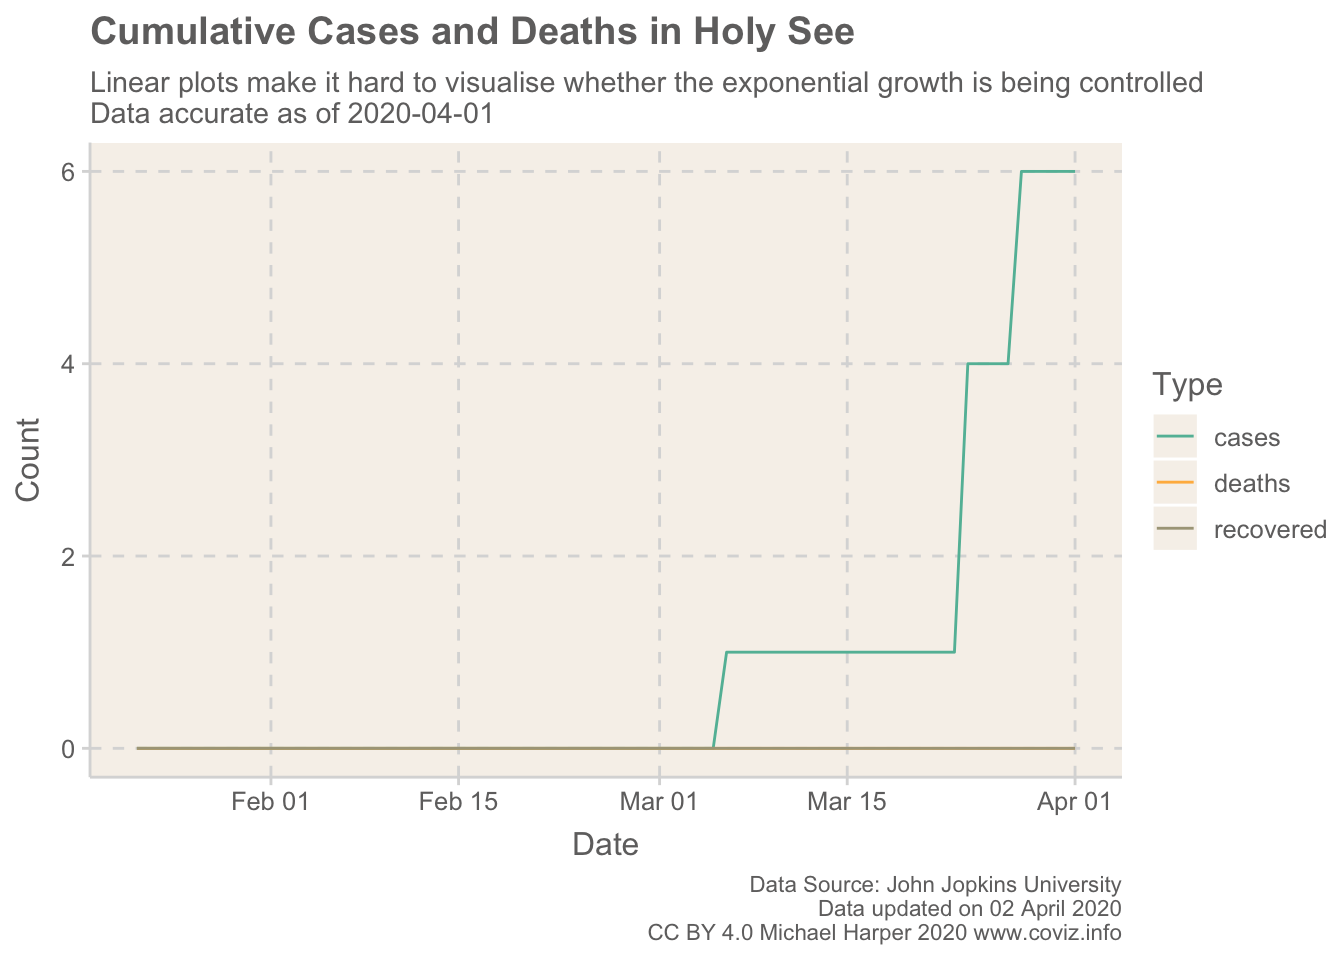 Cumulative Cases and Deaths in Holy See
Linear plots make it hard to visualise whether the exponential growth is being controlled
Data accurate as of 2020-04-01
6
4
2
0
Count
Feb 01 Feb 15 Mar 01 Mar 15 Apr 01
Date
Type
cases
deaths
recovered
Data Source: John Jopkins University
Data updated on 02 April 2020
CC BY 4.0 Michael Harper 2020 www.coviz.info